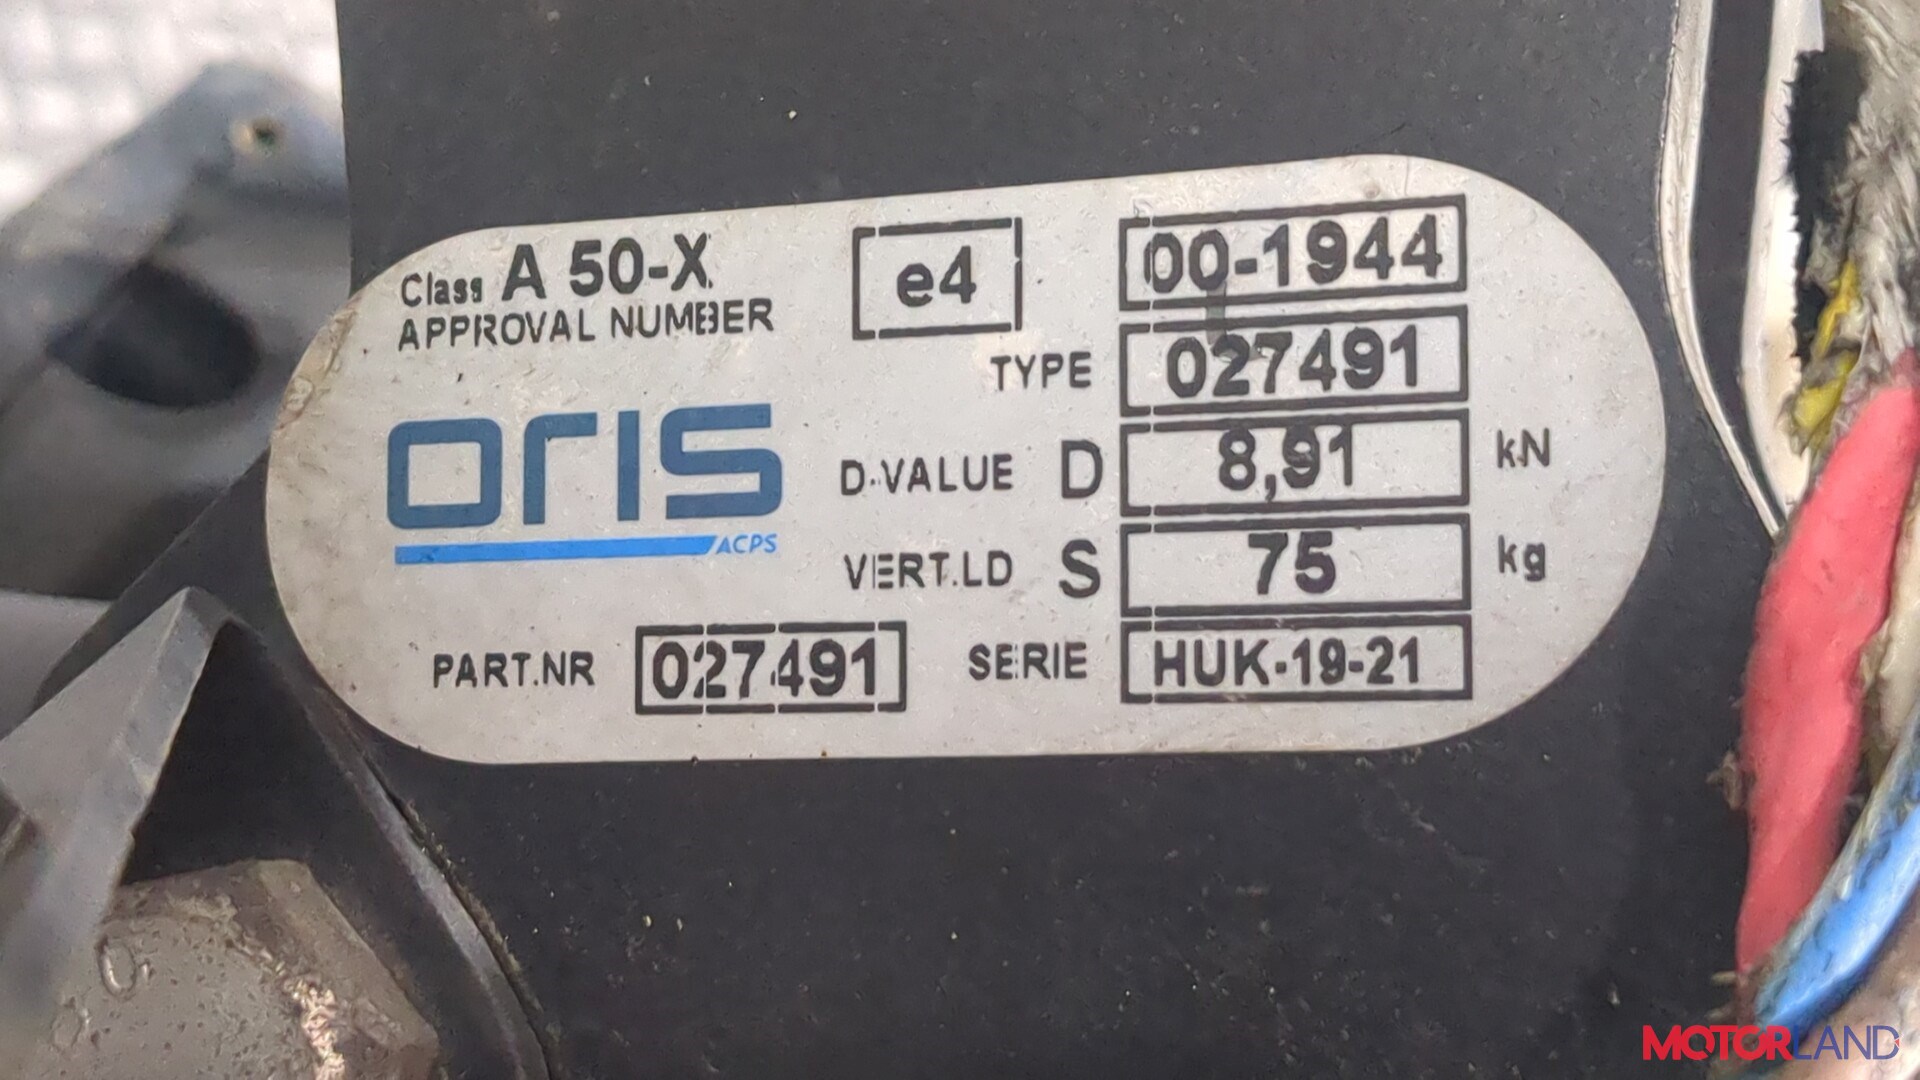 Class A 50-X e4 00-1944
APPROVAL NUMBER
TYPE 027491
oris
ACPS
D-VALUE D 8,91 kN
VERT.LD S 75 kg
PART.NR 027491 SERIE HUK-19-21
MOTORLAND